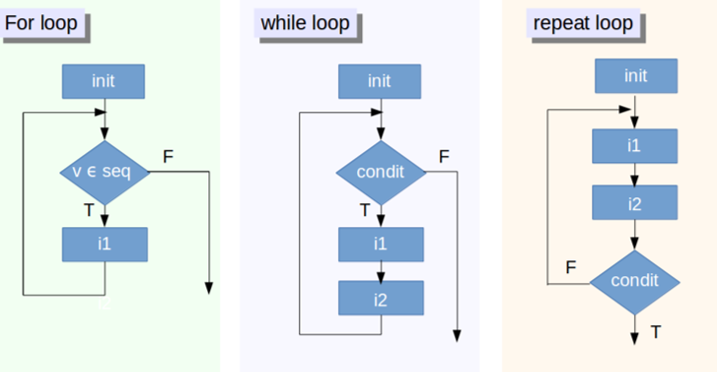 For loop
init
v ϵ seq
F
T
i1
while loop
init
condit
F
T
i1
i2
repeat loop
init
i1
i2
F
condit
T